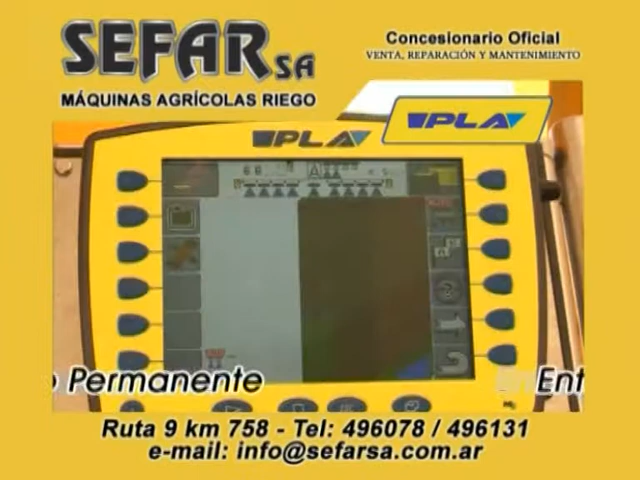 SEFAR SA
Concesionario Oficial
VENTA, REPARACIÓN Y MANTENIMIENTO
MÁQUINAS AGRÍCOLAS RIEGO
PLA
PLA
A
Permanente
Ent
Ruta 9 km 758 - Tel: 496078 / 496131
e-mail: info@sefarsa.com.ar